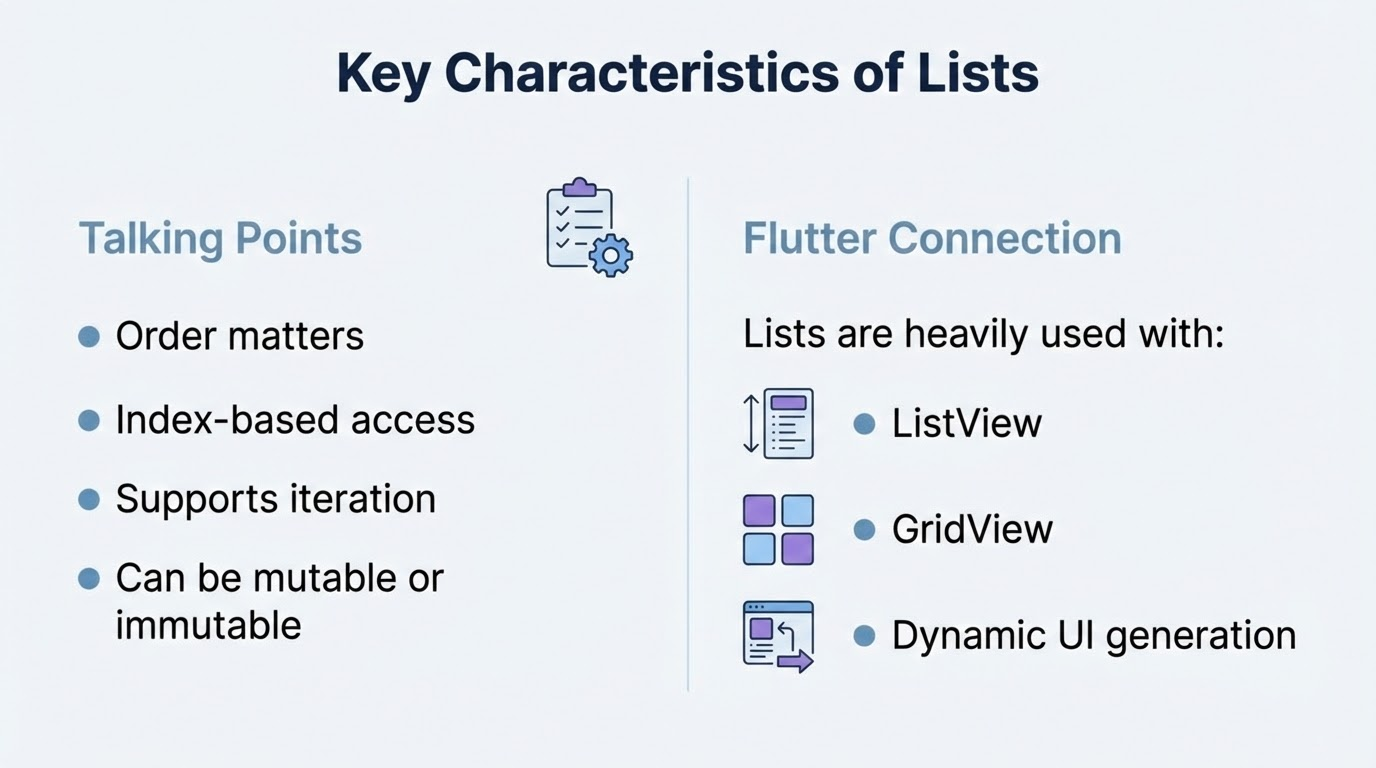 Key Characteristics of Lists
Talking Points
Order matters
Index-based access
Supports iteration
Can be mutable or
immutable
Flutter Connection
Lists are heavily used with:
ListView
GridView
Dynamic UI generation